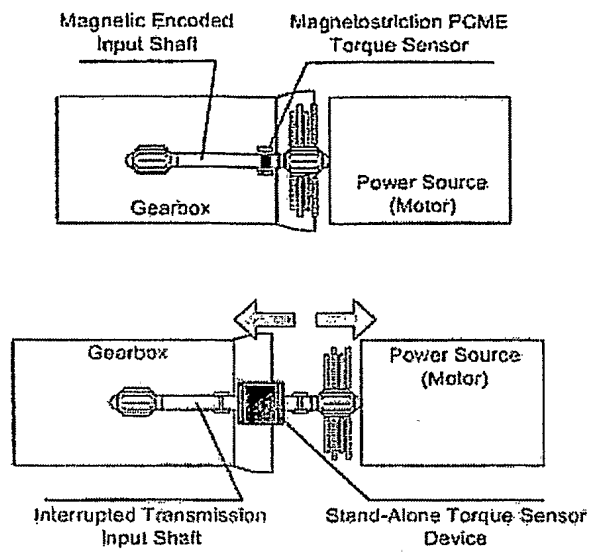 Magnetic Encoded
Input Shaft
Magnetostriction PCME
Torque Sensor
Gearbox
Power Source
(Motor)
Gearbox
Power Source
(Motor)
Interrupted Transmission
Input Shaft
Stand-Alone Torque Sensor
Device